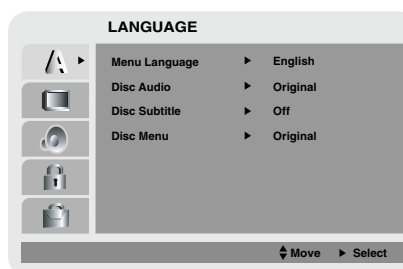 LANGUAGE
Menu Language ► English
Disc Audio ► Original
Disc Subtitle ► Off
Disc Menu ► Original
Move ► Select